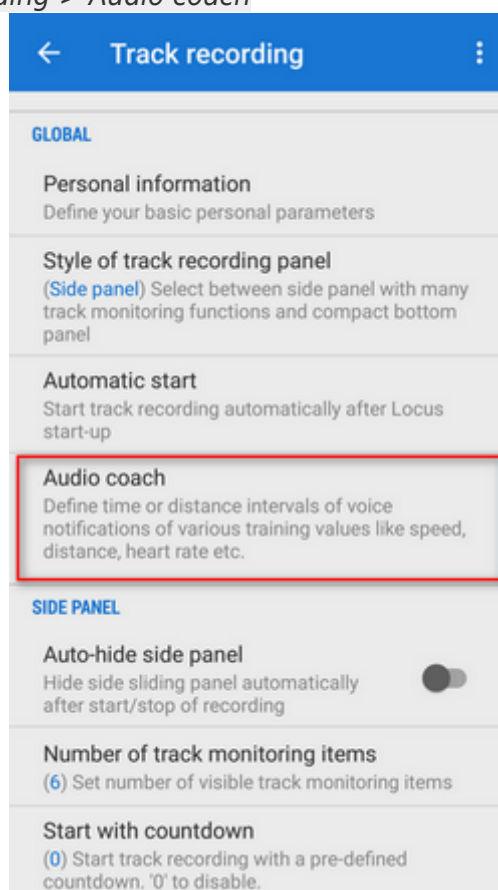 ding > Audio coach
Track recording
GLOBAL
Personal information
Define your basic personal parameters
Style of track recording panel
(Side panel) Select between side panel with many
track monitoring functions and compact bottom
panel
Automatic start
Start track recording automatically after Locus
start-up
Audio coach
Define time or distance intervals of voice
notifications of various training values like speed,
distance, heart rate etc.
SIDE PANEL
Auto-hide side panel
Hide side sliding panel automatically
after start/stop of recording
Number of track monitoring items
(6) Set number of visible track monitoring items
Start with countdown
(0) Start track recording with a pre-defined
countdown. '0' to disable.